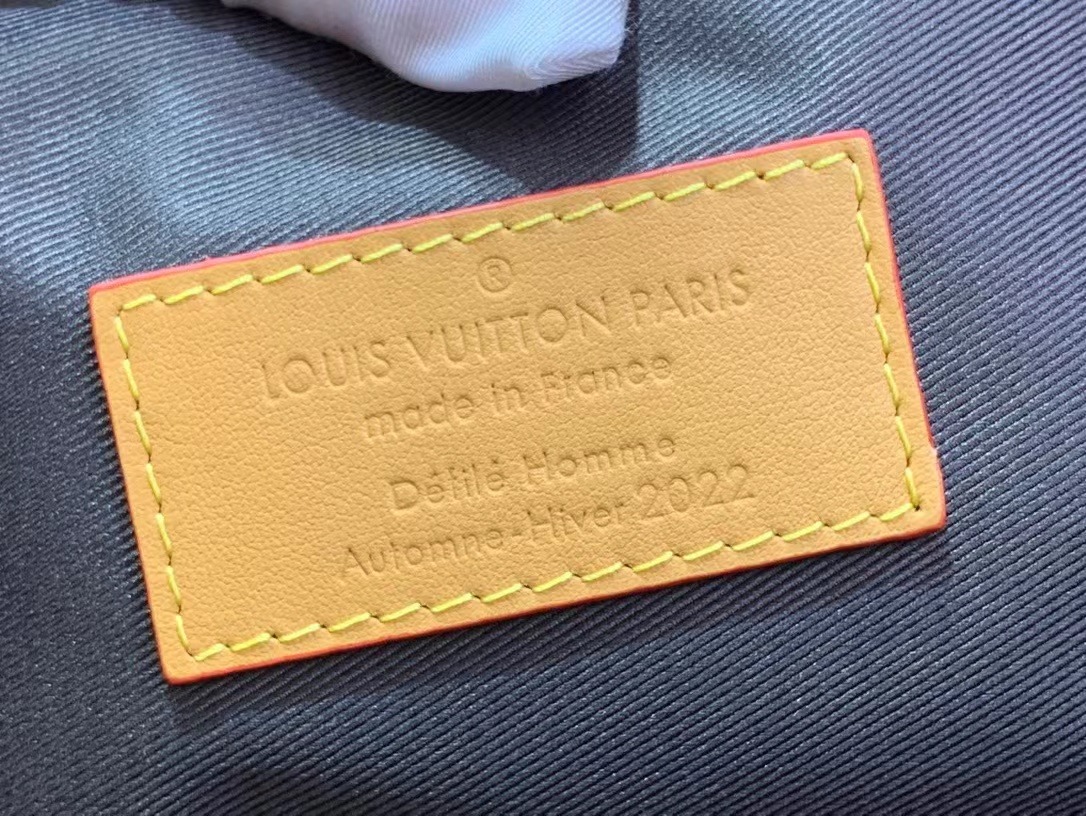 ®
LOUIS VUITTON PARIS
made in France
Défilé Homme
Automne-Hiver 2022